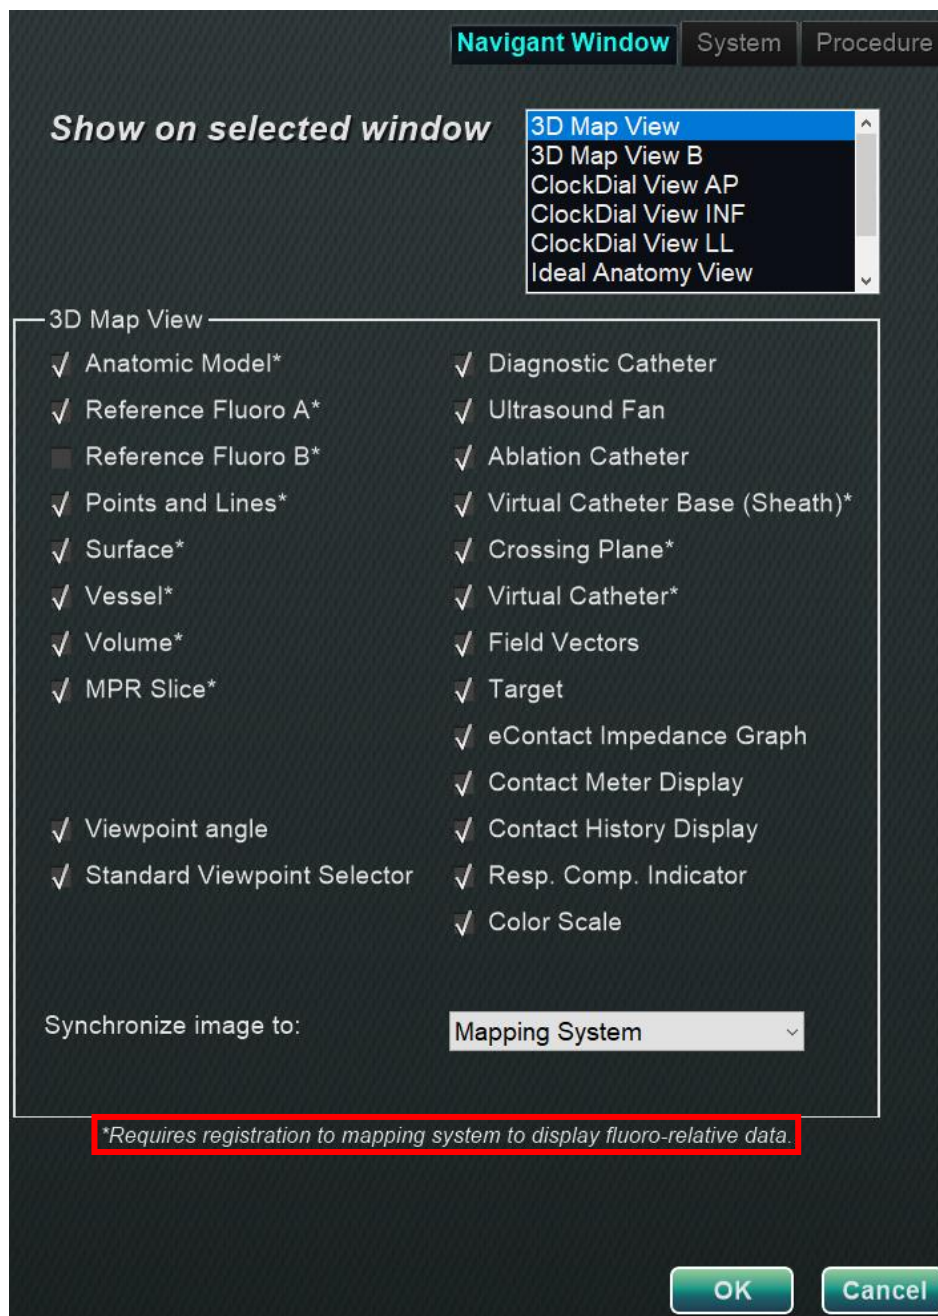 Navigant Window System Procedure
Show on selected window
3D Map View
3D Map View B
ClockDial View AP
ClockDial View INF
ClockDial View LL
Ideal Anatomy View
3D Map View
Anatomic Model*
Reference Fluoro A*
Reference Fluoro B*
Points and Lines*
Surface*
Vessel*
Volume*
MPR Slice*
Viewpoint angle
Standard Viewpoint Selector
Diagnostic Catheter
Ultrasound Fan
Ablation Catheter
Virtual Catheter Base (Sheath)*
Crossing Plane*
Virtual Catheter*
Field Vectors
Target
eContact Impedance Graph
Contact Meter Display
Contact History Display
Resp. Comp. Indicator
Color Scale
Synchronize image to: Mapping System
*Requires registration to mapping system to display fluoro-relative data.
OK Cancel